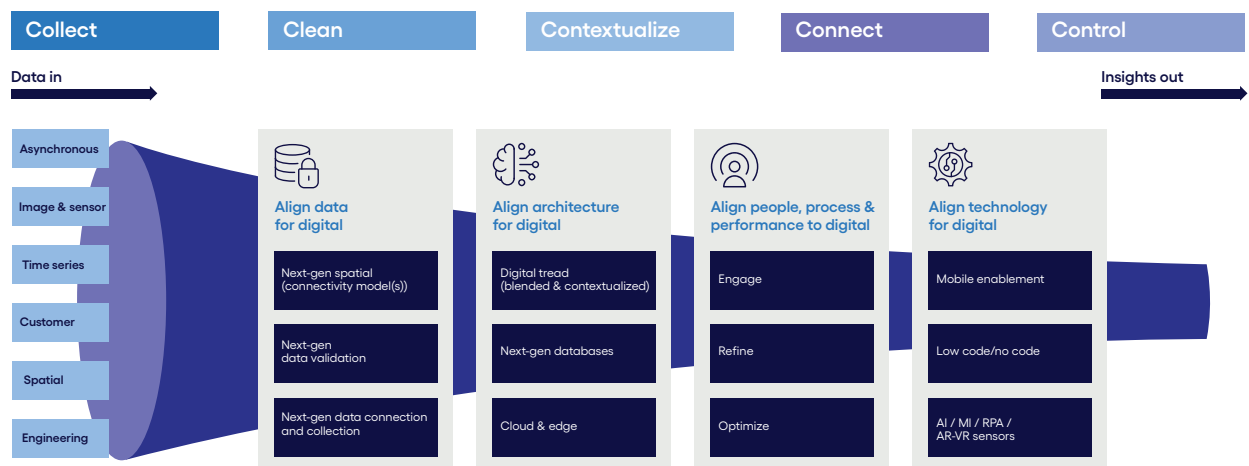 Collect
Clean
Contextualize
Connect
Control
Data in
Insights out
Asynchronous
Image & sensor
Time series
Customer
Spatial
Engineering
Align data
for digital
Next-gen spatial
(connectivity model(s))
Next-gen
data validation
Next-gen data connection
and collection
Align architecture
for digital
Digital tread
(blended & contextualized)
Next-gen databases
Cloud & edge
Align people, process &
performance to digital
Engage
Refine
Optimize
Align technology
for digital
Mobile enablement
Low code/no code
AI / MI / RPA /
AR-VR sensors